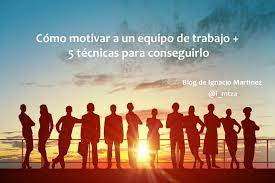 Cómo motivar a un equipo de trabajo +
5 técnicas para conseguirlo
Blog de Ignacio Martínez
@i_mtza